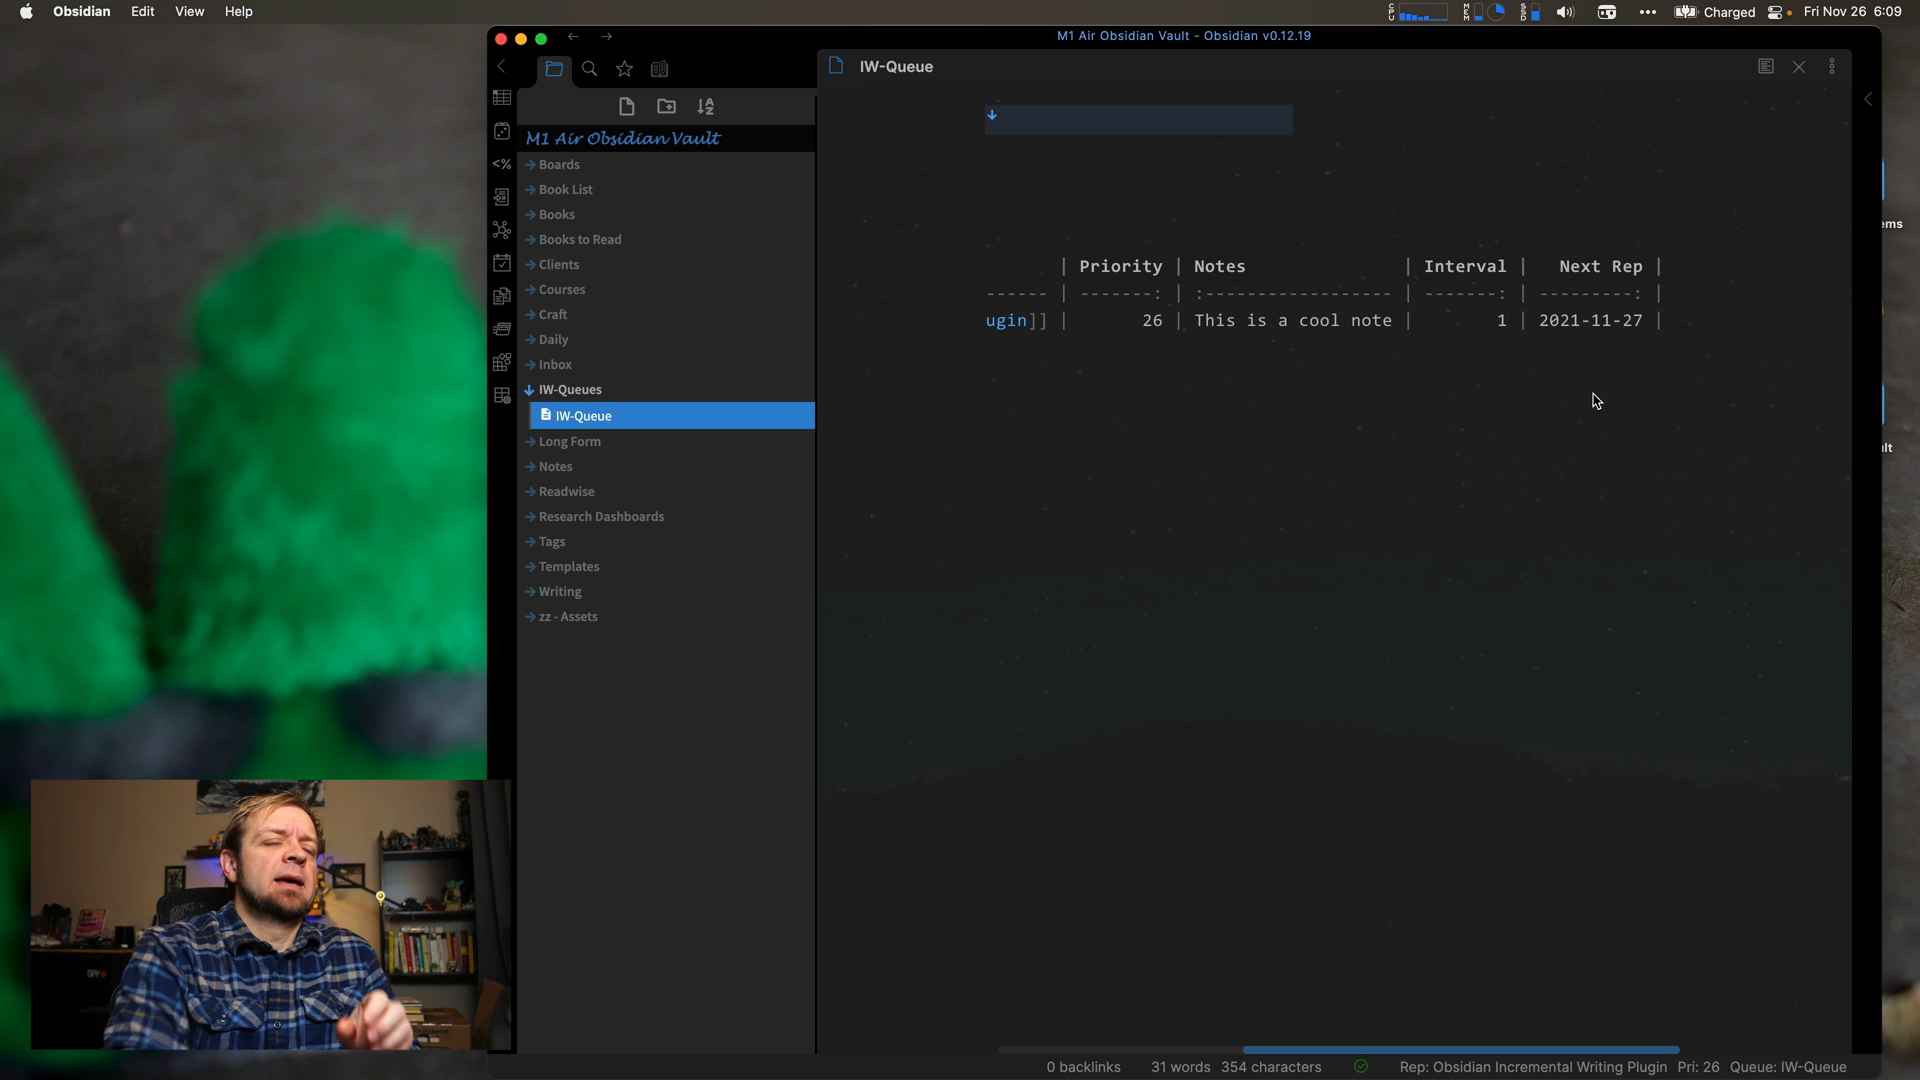 Obsidian Edit View Help
CPU MEM SSD Charged Fri Nov 26 6:09
M1 Air Obsidian Vault - Obsidian v0.12.19
IW-Queue
<%
M1 Air Obsidian Vault
Boards
Book List
Books
Books to Read
Clients
Courses
Craft
Daily
Inbox
IW-Queues
IW-Queue
Long Form
Notes
Readwise
Research Dashboards
Tags
Templates
Writing
zz - Assets
| Priority | Notes | Interval | Next Rep |
------ | -------: | :------------------ | -------: | ---------: |
ugin]] | 26 | This is a cool note | 1 | 2021-11-27 |
ems
lt
0 backlinks 31 words 354 characters Rep: Obsidian Incremental Writing Plugin Pri: 26 Queue: IW-Queue